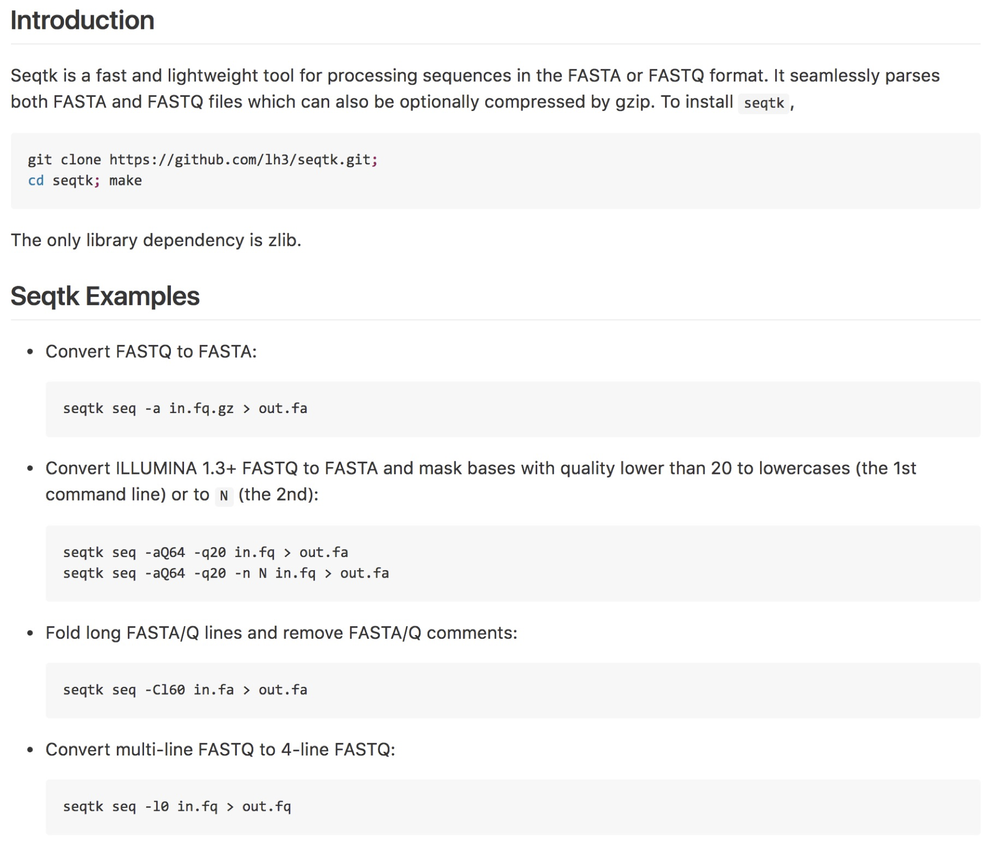 Introduction
Seqtk is a fast and lightweight tool for processing sequences in the FASTA or FASTQ format. It seamlessly parses
both FASTA and FASTQ files which can also be optionally compressed by gzip. To install seqtk,
git clone https://github.com/lh3/seqtk.git;
cd seqtk; make
The only library dependency is zlib.
Seqtk Examples
• Convert FASTQ to FASTA:
seqtk seq -a in.fq.gz > out.fa
• Convert ILLUMINA 1.3+ FASTQ to FASTA and mask bases with quality lower than 20 to lowercases (the 1st
command line) or to N (the 2nd):
seqtk seq -aQ64 -q20 in.fq > out.fa
seqtk seq -aQ64 -q20 -n N in.fq > out.fa
• Fold long FASTA/Q lines and remove FASTA/Q comments:
seqtk seq -Cl60 in.fa > out.fa
• Convert multi-line FASTQ to 4-line FASTQ:
seqtk seq -l0 in.fq > out.fq